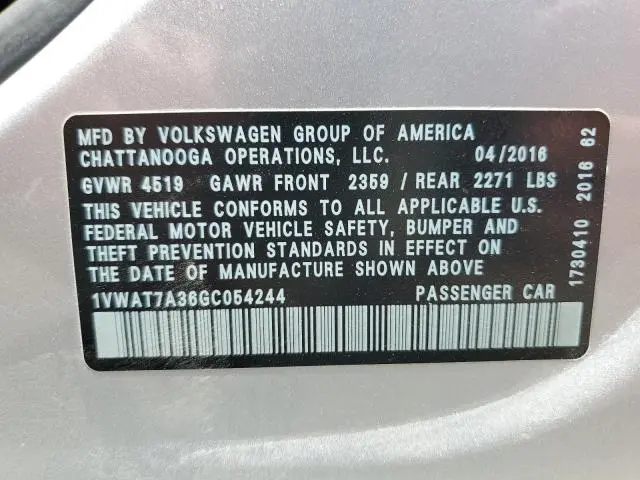 MFD BY VOLKSWAGEN GROUP OF AMERICA
CHATTANOOGA OPERATIONS, LLC. 04/2016
GVWR 4519 GAWR FRONT 2359 / REAR 2271 LBS
THIS VEHICLE CONFORMS TO ALL APPLICABLE U.S.
FEDERAL MOTOR VEHICLE SAFETY, BUMPER AND
THEFT PREVENTION STANDARDS IN EFFECT ON
THE DATE OF MANUFACTURE SHOWN ABOVE
1VWAT7A36GC054244 PASSENGER CAR
1730410 2016 62